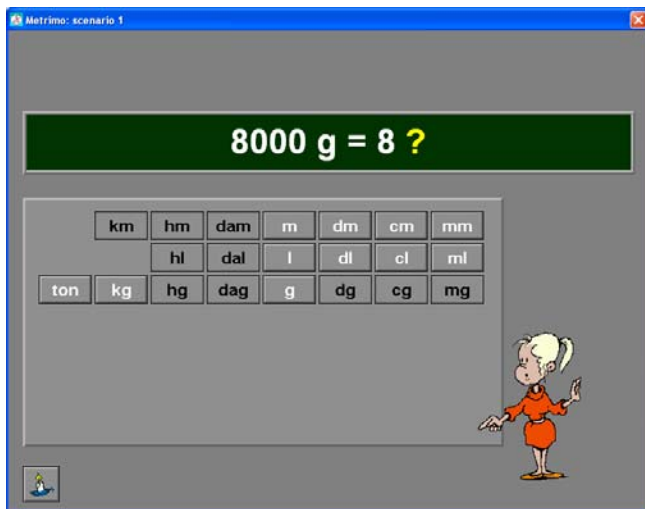 Metrimo: scenario 1
8000 g = 8 ?
km hm dam m dm cm mm
hl dal l dl cl ml
ton kg hg dag g dg cg mg